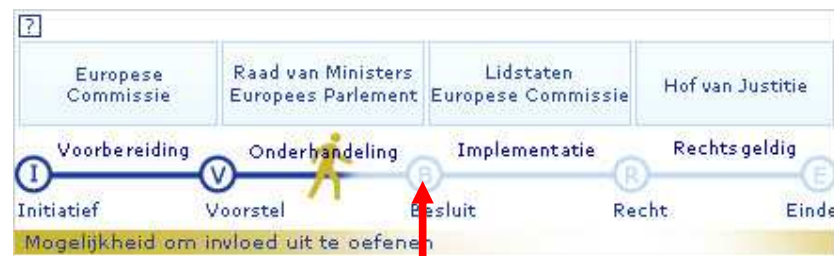 ?
Europese
Commissie
Raad van Ministers
Europees Parlement
Lidstaten
Europese Commissie
Hof van Justitie
Voorbereiding
Onderhandeling
Implementatie
Rechtsgeldig
I
V
B
R
E
Initiatief
Voorstel
Besluit
Recht
Einde
Mogelijkheid om invloed uit te oefenen